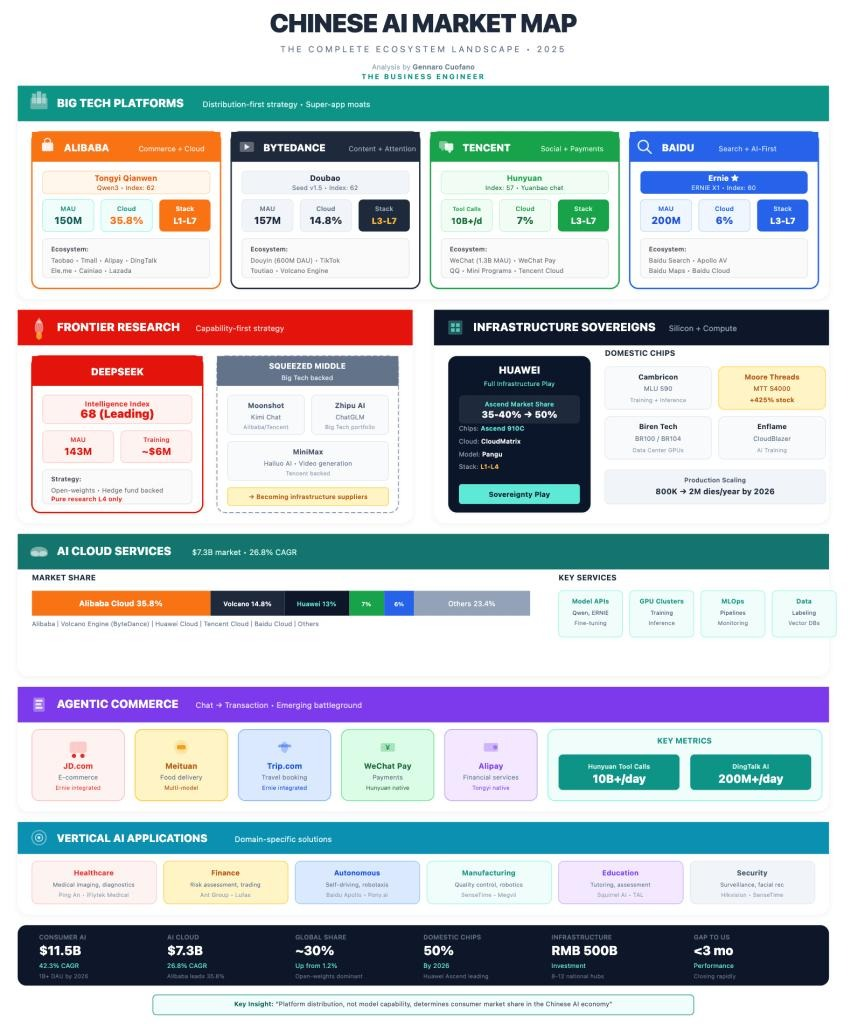 CHINESE AI MARKET MAP
THE COMPLETE ECOSYSTEM LANDSCAPE • 2025
Analysis by Gennaro Cuofano
THE BUSINESS ENGINEER
BIG TECH PLATFORMS Distribution-first strategy • Super-app moats
ALIBABA Commerce + Cloud
Tongyi Qianwen
Qwen3 • Index: 62
MAU Cloud Stack
150M 35.8% L1-L7
Ecosystem:
Taobao • Tmall • Alipay • DingTalk
Ele.me • Cainiao • Lazada
BYTEDANCE Content + Attention
Doubao
Seed v1.5 • Index: 62
MAU Cloud Stack
157M 14.8% L3-L7
Ecosystem:
Douyin (600M DAU) • TikTok
Toutiao • Volcano Engine
TENCENT Social + Payments
Hunyuan
Index: 57 • Yuanbao chat
Tool Calls Cloud Stack
10B+/d 7% L3-L7
Ecosystem:
WeChat (1.3B MAU) • WeChat Pay
QQ • Mini Programs • Tencent Cloud
BAIDU Search + AI-First
Ernie ★
ERNIE X1 • Index: 60
MAU Cloud Stack
200M 6% L3-L7
Ecosystem:
Baidu Search • Apollo AV
Baidu Maps • Baidu Cloud
FRONTIER RESEARCH Capability-first strategy
DEEPSEEK
Intelligence Index
68 (Leading)
MAU Training
143M ~$6M
Strategy:
Open-weights • Hedge fund backed
Pure research L4 only
SQUEEZED MIDDLE
Big Tech backed
Moonshot
Kimi Chat
Alibaba/Tencent
Zhipu AI
ChatGLM
Big Tech portfolio
MiniMax
Hailuo AI • Video generation
Tencent backed
→ Becoming infrastructure suppliers
INFRASTRUCTURE SOVEREIGNS Silicon + Compute
HUAWEI
Full Infrastructure Play
Ascend Market Share
35-40% → 50%
Chips: Ascend 910C
Cloud: CloudMatrix
Model: Pangu
Stack: L1-L4
Sovereignty Play
DOMESTIC CHIPS
Cambricon
MLU 590
Training + Inference
Moore Threads
MTT S4000
+425% stock
Biren Tech
BR100 / BR104
Data Center GPUs
Enflame
CloudBlazer
AI Training
Production Scaling
800K → 2M dies/year by 2026
AI CLOUD SERVICES $7.3B market • 26.8% CAGR
MARKET SHARE
Alibaba Cloud 35.8% Volcano 14.8% Huawei 13% 7% 6% Others 23.4%
Alibaba | Volcano Engine (ByteDance) | Huawei Cloud | Tencent Cloud | Baidu Cloud | Others
KEY SERVICES
Model APIs
Qwen, ERNIE
Fine-tuning
GPU Clusters
Training
Inference
MLOps
Pipelines
Monitoring
Data
Labeling
Vector DBs
AGENTIC COMMERCE Chat → Transaction • Emerging battleground
JD.com
E-commerce
Ernie integrated
Meituan
Food delivery
Multi-model
Trip.com
Travel booking
Ernie integrated
¥
WeChat Pay
Payments
Hunyuan native
Alipay
Financial services
Tongyi native
KEY METRICS
Hunyuan Tool Calls
10B+/day
DingTalk AI
200M+/day
VERTICAL AI APPLICATIONS Domain-specific solutions
Healthcare
Medical imaging, diagnostics
Ping An • iFlytek Medical
Finance
Risk assessment, trading
Ant Group • Lufax
Autonomous
Self-driving, robotaxis
Baidu Apollo • Pony.ai
Manufacturing
Quality control, robotics
SenseTime • Megvii
Education
Tutoring, assessment
Squirrel AI • TAL
Security
Surveillance, facial rec
Hikvision • SenseTime
CONSUMER AI
$11.5B
42.3% CAGR
1B+ DAU by 2026
AI CLOUD
$7.3B
26.8% CAGR
Alibaba leads 35.8%
GLOBAL SHARE
~30%
Up from 1.2%
Open-weights dominant
DOMESTIC CHIPS
50%
By 2026
Huawei Ascend leading
INFRASTRUCTURE
RMB 500B
Investment
8-12 national hubs
GAP TO US
<3 mo
Performance
Closing rapidly
Key Insight: "Platform distribution, not model capability, determines consumer market share in the Chinese AI economy"